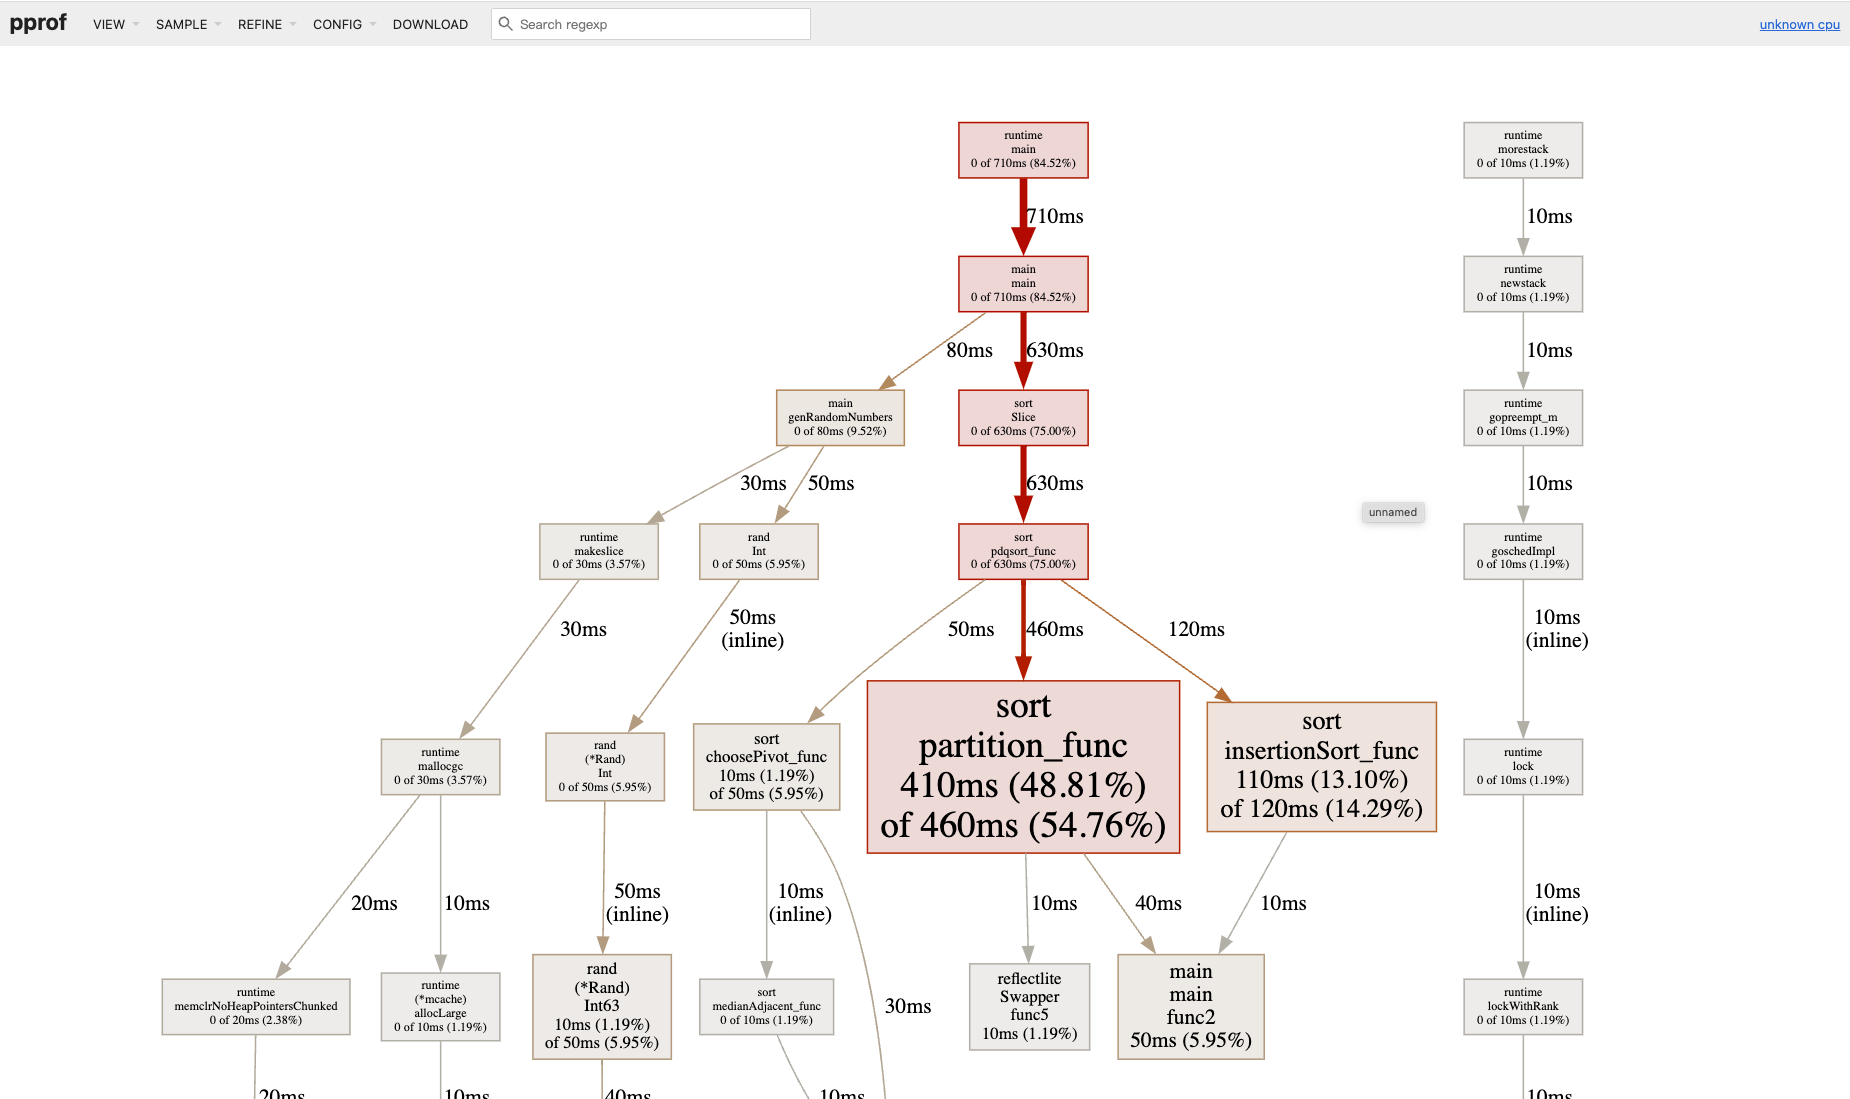 pprof VIEW SAMPLE REFINE CONFIG DOWNLOAD Search regexp unknown cpu
runtime
main
0 of 710ms (84.52%)
runtime
morestack
0 of 10ms (1.19%)
710ms
10ms
main
main
0 of 710ms (84.52%)
runtime
newstack
0 of 10ms (1.19%)
80ms
630ms
10ms
main
genRandomNumbers
0 of 80ms (9.52%)
sort
Slice
0 of 630ms (75.00%)
runtime
gopreempt_m
0 of 10ms (1.19%)
30ms
50ms
630ms
10ms
unnamed
runtime
makeslice
0 of 30ms (3.57%)
rand
Int
0 of 50ms (5.95%)
sort
pdqsort_func
0 of 630ms (75.00%)
runtime
goschedImpl
0 of 10ms (1.19%)
30ms
50ms
(inline)
50ms
460ms
120ms
10ms
(inline)
runtime
mallocgc
0 of 30ms (3.57%)
rand
(*Rand)
Int
0 of 50ms (5.95%)
sort
choosePivot_func
10ms (1.19%)
of 50ms (5.95%)
sort
partition_func
410ms (48.81%)
of 460ms (54.76%)
sort
insertionSort_func
110ms (13.10%)
of 120ms (14.29%)
runtime
lock
0 of 10ms (1.19%)
20ms
10ms
50ms
(inline)
10ms
(inline)
30ms
10ms
40ms
10ms
10ms
(inline)
runtime
memclrNoHeapPointersChunked
0 of 20ms (2.38%)
runtime
(*mcache)
allocLarge
0 of 10ms (1.19%)
rand
(*Rand)
Int63
10ms (1.19%)
of 50ms (5.95%)
sort
medianAdjacent_func
0 of 10ms (1.19%)
reflectlite
Swapper
func5
10ms (1.19%)
main
main
func2
50ms (5.95%)
runtime
lockWithRank
0 of 10ms (1.19%)
20ms
10ms
40ms
10ms
10ms